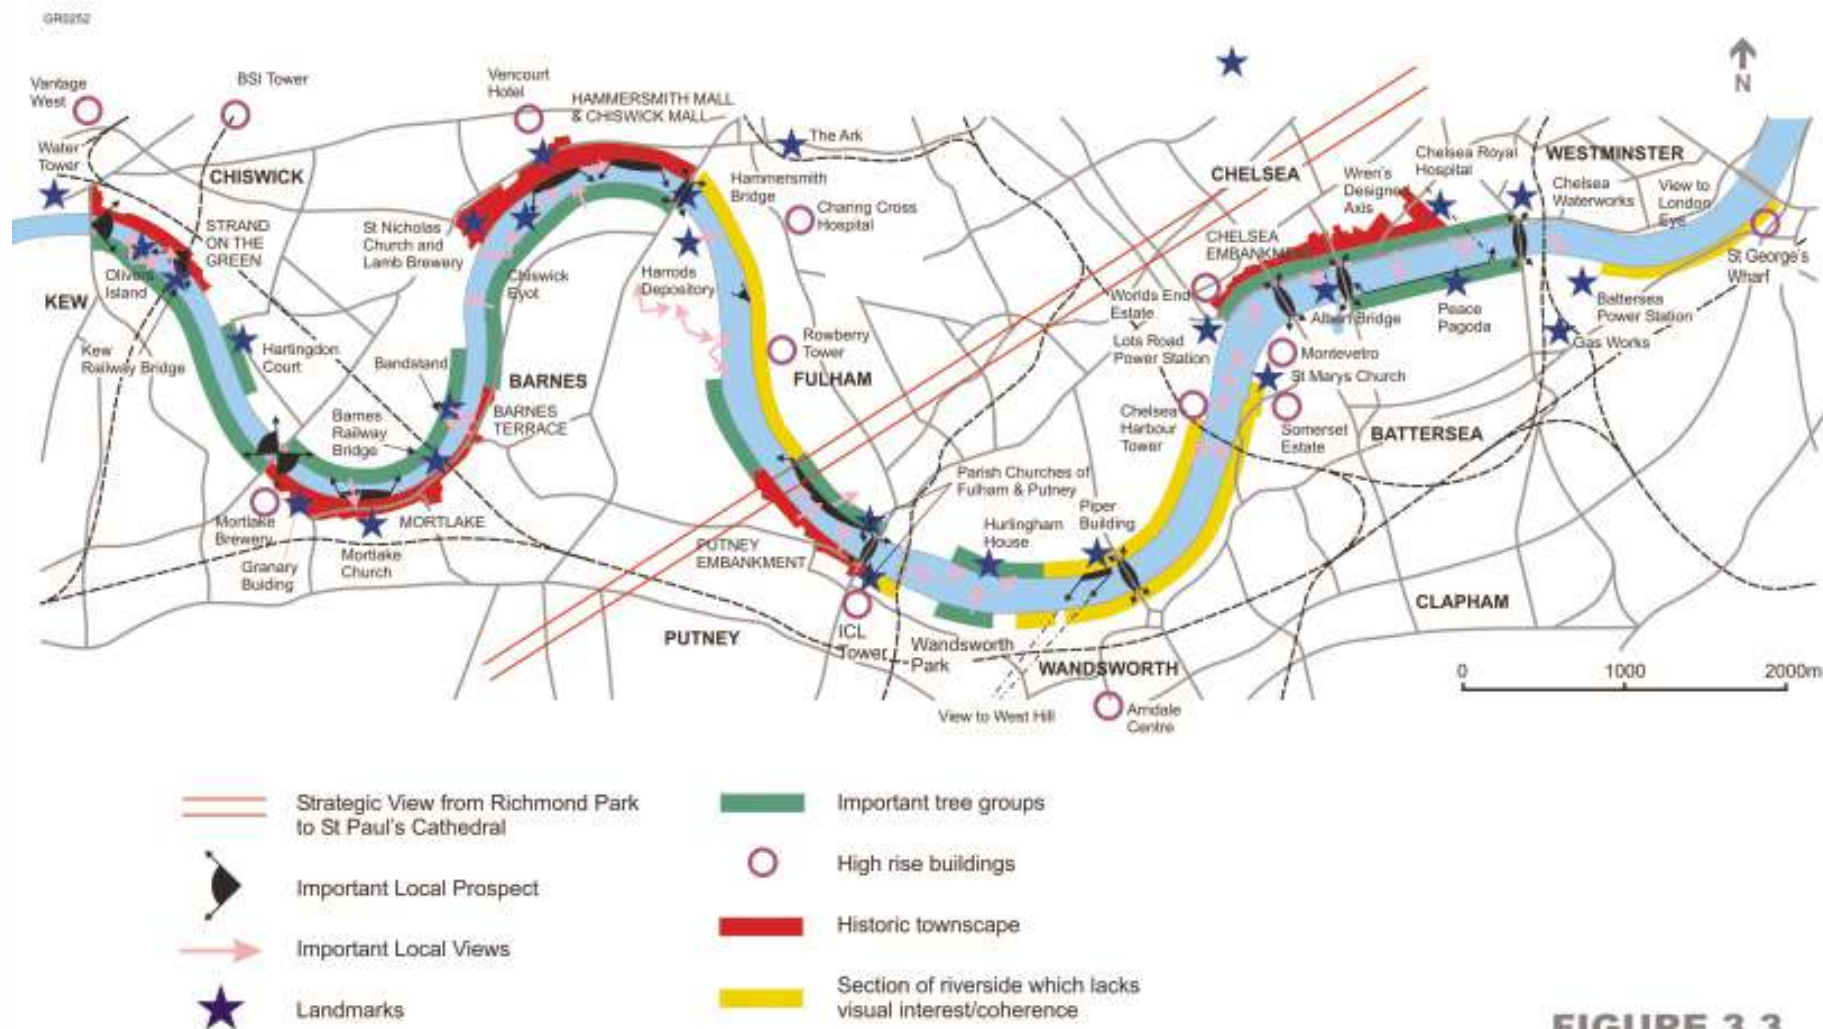 GR0252
Vantage
West
BSI Tower
Vencourt
Hotel
HAMMERSMITH MALL
& CHISWICK MALL
N
Water
Tower
CHISWICK
The Ark
Hammersmith
Bridge
Charing Cross
Hospital
CHELSEA
Wren's
Designed
Axis
Chelsea Royal
Hospital
WESTMINSTER
Chelsea
Waterworks
View to
London
Eye
STRAND
ON THE
GREEN
St Nicholas
Church and
Lamb Brewery
Chiswick
Eyot
Harrods
Depository
CHELSEA
EMBANKMENT
St George's
Wharf
Olivers
Island
KEW
Kew
Railway Bridge
Hartingdon
Court
Bandstand
BARNES
Barnes
Railway
Bridge
BARNES
TERRACE
Rowberry
Tower
FULHAM
Worlds End
Estate
Lots Road
Power Station
Albert Bridge
Peace
Pagoda
Battersea
Power Station
Gas Works
Montevetro
St Marys Church
Chelsea
Harbour
Tower
Somerset
Estate
BATTERSEA
Parish Churches of
Fulham & Putney
Mortlake
Brewery
MORTLAKE
Granary
Buiding
Mortlake
Church
PUTNEY
EMBANKMENT
Hurlingham
House
Piper
Building
CLAPHAM
PUTNEY
ICL
Tower
Wandsworth
Park
WANDSWORTH
View to West Hill
Arndale
Centre
0 1000 2000m
Strategic View from Richmond Park
to St Paul's Cathedral
Important Local Prospect
Important Local Views
Landmarks
Important tree groups
High rise buildings
Historic townscape
Section of riverside which lacks
visual interest/coherence
FIGURE 3.3